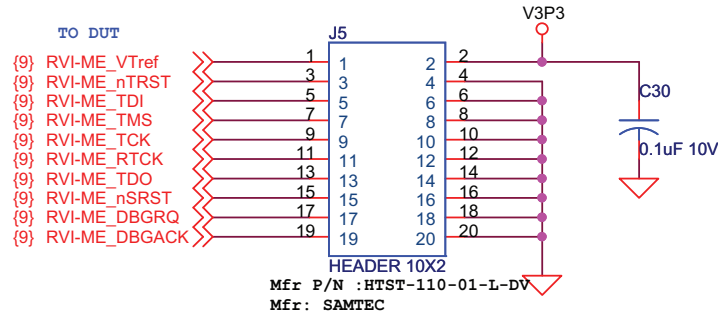 V3P3
TO DUT
J5
{9} RVI-ME_VTref 1 1 2 2
{9} RVI-ME_nTRST 3 3 4 4
{9} RVI-ME_TDI 5 5 6 6
{9} RVI-ME_TMS 7 7 8 8
{9} RVI-ME_TCK 9 9 10 10
{9} RVI-ME_RTCK 11 11 12 12
{9} RVI-ME_TDO 13 13 14 14
{9} RVI-ME_nSRST 15 15 16 16
{9} RVI-ME_DBGRQ 17 17 18 18
{9} RVI-ME_DBGACK 19 19 20 20
C30
0.1uF 10V
HEADER 10X2
Mfr P/N :HTST-110-01-L-DV
Mfr: SAMTEC